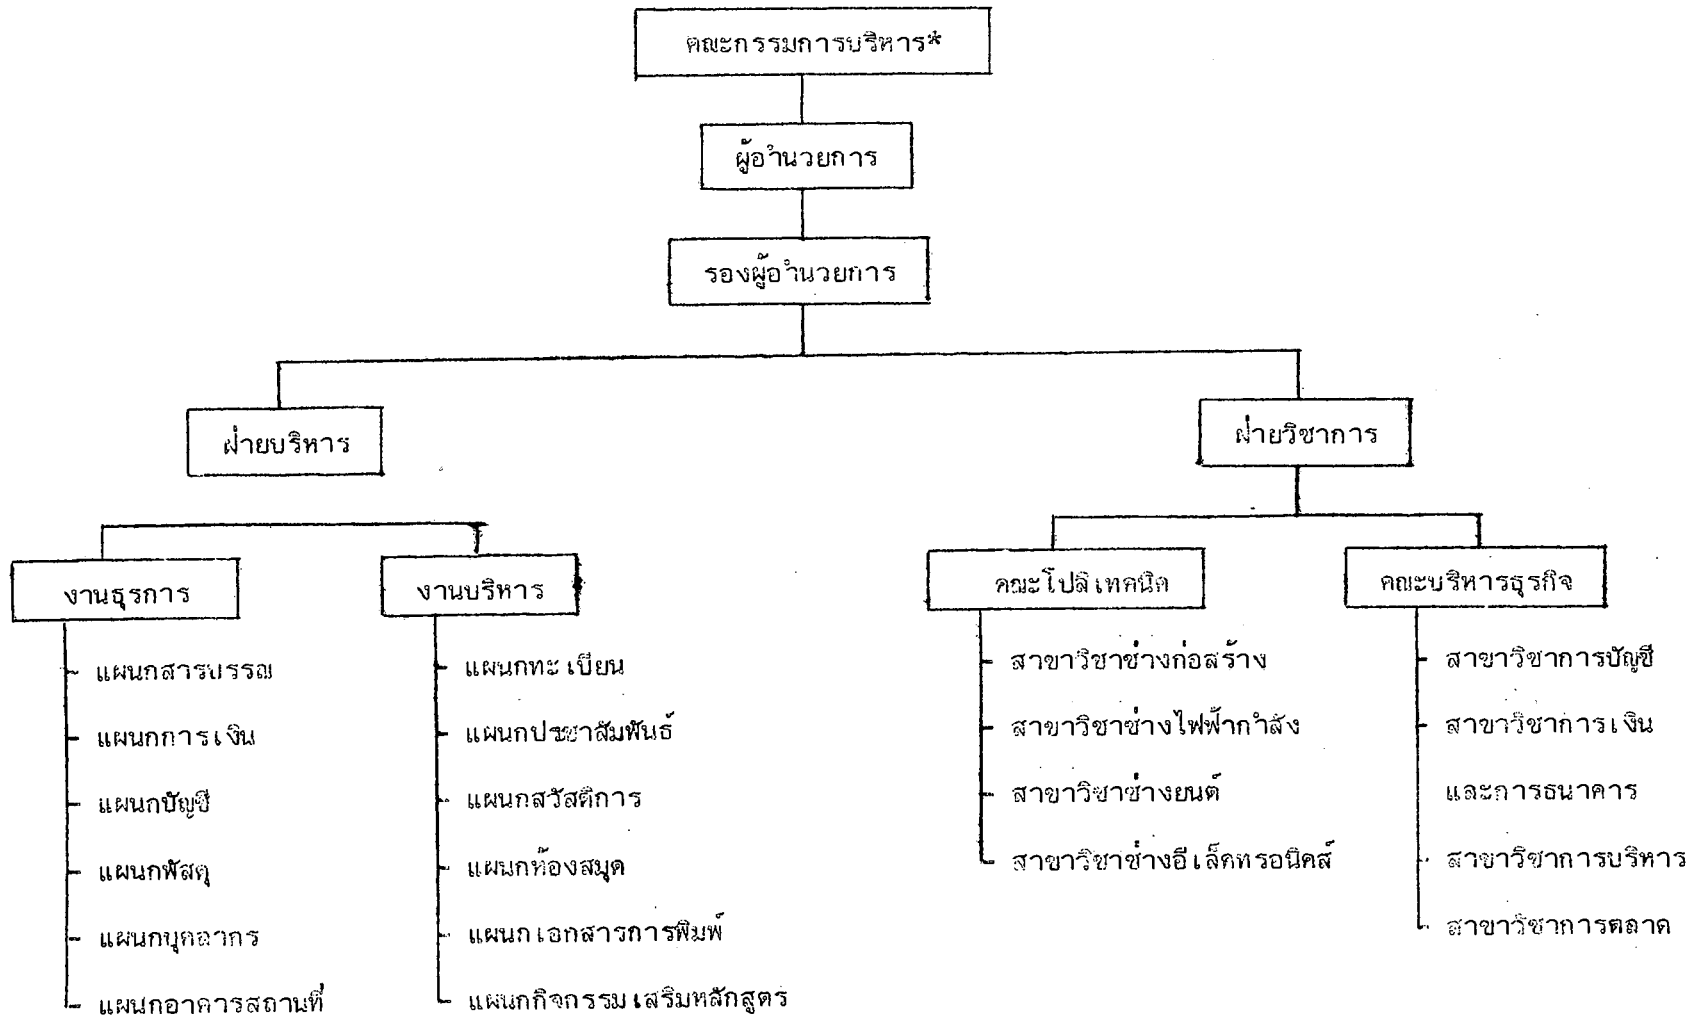 คณะกรรมการบริหาร*
ผู้อำนวยการ
รองผู้อำนวยการ
ฝ่ายบริหาร
ฝ่ายวิชาการ
งานธุรการ
งานบริหาร
คณะโปลิเทคนิค
คณะบริหารธุรกิจ
แผนกสารบรรณ
แผนกการเงิน
แผนกบัญชี
แผนกพัสดุ
แผนกบุคลากร
แผนกอาคารสถานที่
แผนกทะเบียน
แผนกประชาสัมพันธ์
แผนกสวัสดิการ
แผนกห้องสมุด
แผนกเอกสารการพิมพ์
แผนกกิจกรรมเสริมหลักสูตร
สาขาวิชาช่างก่อสร้าง
สาขาวิชาช่างไฟฟ้ากำลัง
สาขาวิชาช่างยนต์
สาขาวิชาช่างอีเล็คทรอนิคส์
สาขาวิชาการบัญชี
สาขาวิชาการเงิน
และการธนาคาร
สาขาวิชาการบริหาร
สาขาวิชาการตลาด